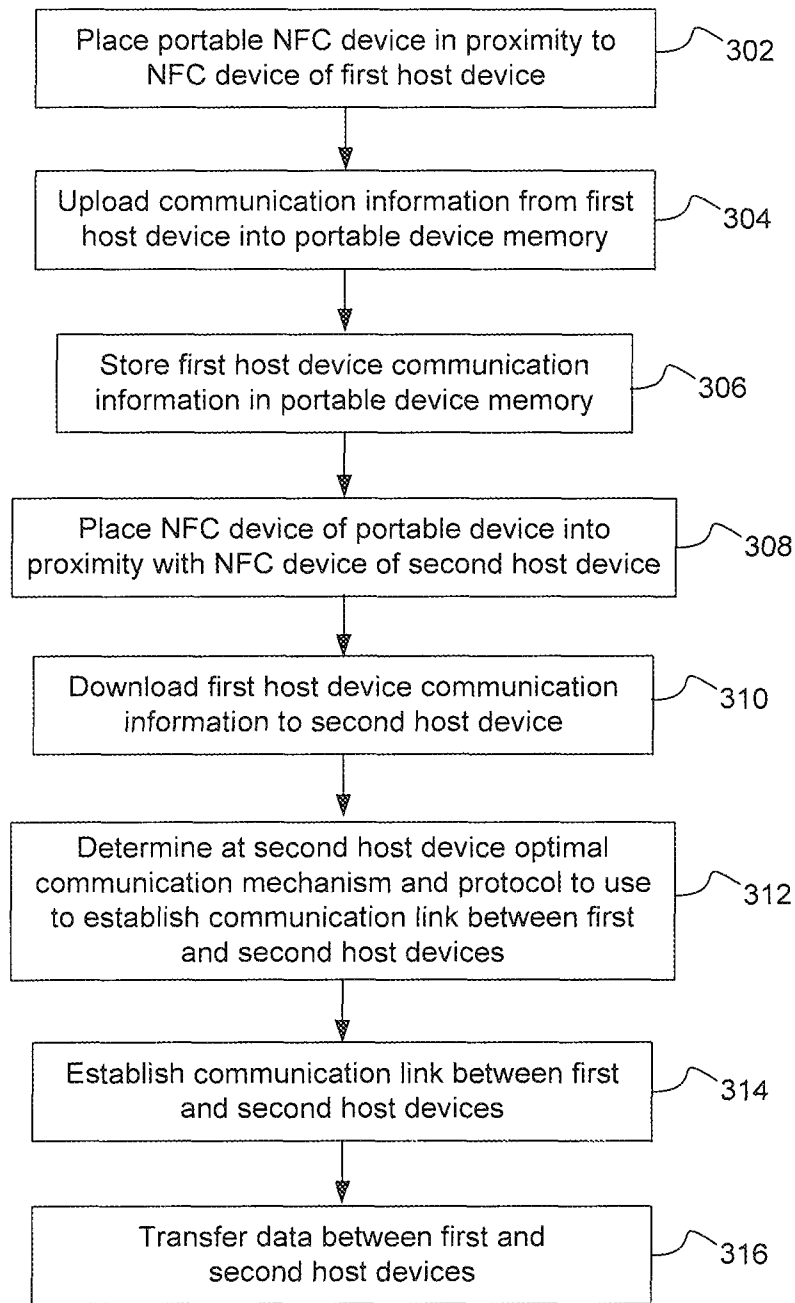 Place portable NFC device in proximity to
NFC device of first host device
302
Upload communication information from first
host device into portable device memory
304
Store first host device communication
information in portable device memory
306
Place NFC device of portable device into
proximity with NFC device of second host device
308
Download first host device communication
information to second host device
310
Determine at second host device optimal
communication mechanism and protocol to use
to establish communication link between first
and second host devices
312
Establish communication link between first
and second host devices
314
Transfer data between first and
second host devices
316